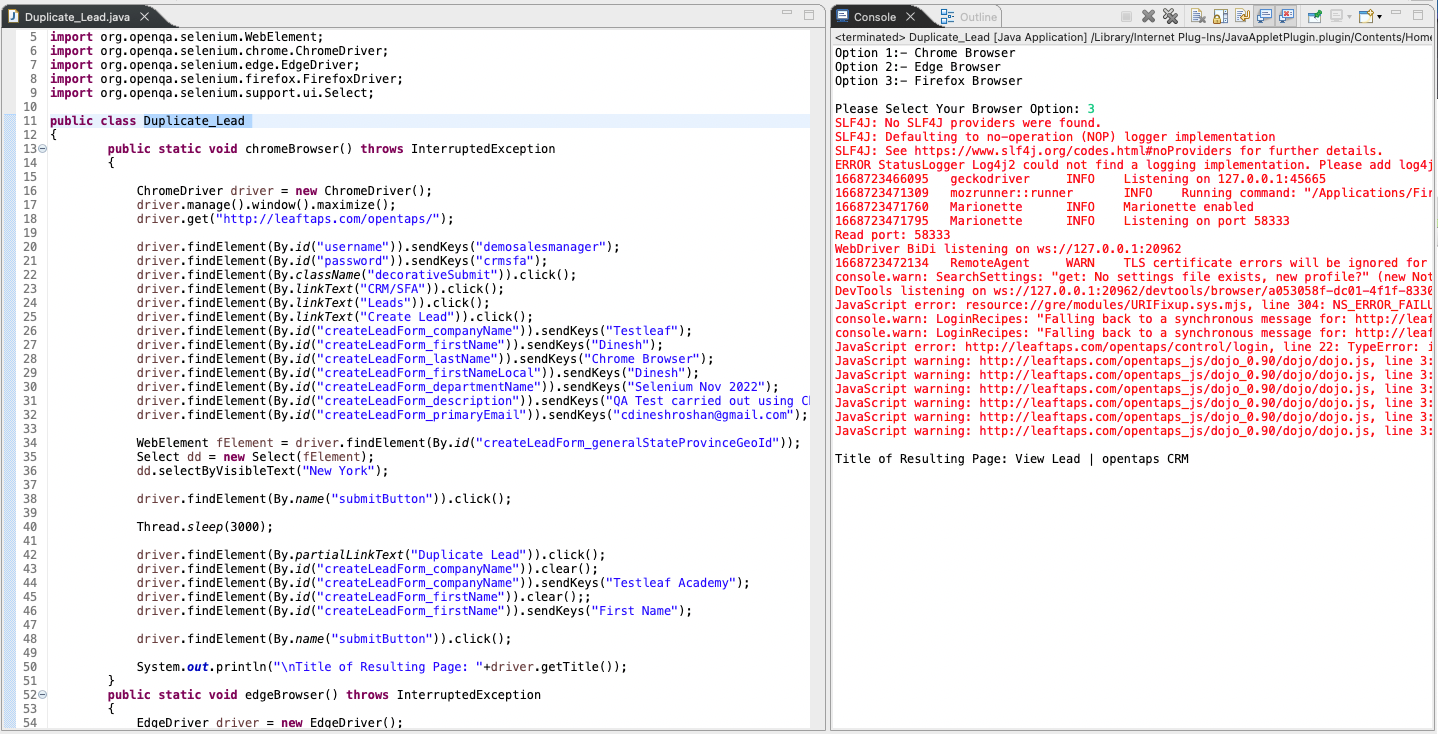 Duplicate_Lead.java
5 import org.openqa.selenium.WebElement;
6 import org.openqa.selenium.chrome.ChromeDriver;
7 import org.openqa.selenium.edge.EdgeDriver;
8 import org.openqa.selenium.firefox.FirefoxDriver;
9 import org.openqa.selenium.support.ui.Select;
10
11 public class Duplicate_Lead
12 {
13 public static void chromeBrowser() throws InterruptedException
14 {
15
16 ChromeDriver driver = new ChromeDriver();
17 driver.manage().window().maximize();
18 driver.get("http://leaftaps.com/opentaps/");
19
20 driver.findElement(By.id("username")).sendKeys("demosalesmanager");
21 driver.findElement(By.id("password")).sendKeys("crmsfa");
22 driver.findElement(By.className("decorativeSubmit")).click();
23 driver.findElement(By.linkText("CRM/SFA")).click();
24 driver.findElement(By.linkText("Leads")).click();
25 driver.findElement(By.linkText("Create Lead")).click();
26 driver.findElement(By.id("createLeadForm_companyName")).sendKeys("Testleaf");
27 driver.findElement(By.id("createLeadForm_firstName")).sendKeys("Dinesh");
28 driver.findElement(By.id("createLeadForm_lastName")).sendKeys("Chrome Browser");
29 driver.findElement(By.id("createLeadForm_firstNameLocal")).sendKeys("Dinesh");
30 driver.findElement(By.id("createLeadForm_departmentName")).sendKeys("Selenium Nov 2022");
31 driver.findElement(By.id("createLeadForm_description")).sendKeys("QA Test carried out using
32 driver.findElement(By.id("createLeadForm_primaryEmail")).sendKeys("cdineshroshan@gmail.com");
33
34 WebElement fElement = driver.findElement(By.id("createLeadForm_generalStateProvinceGeoId"));
35 Select dd = new Select(fElement);
36 dd.selectByVisibleText("New York");
37
38 driver.findElement(By.name("submitButton")).click();
39
40 Thread.sleep(3000);
41
42 driver.findElement(By.partialLinkText("Duplicate Lead")).click();
43 driver.findElement(By.id("createLeadForm_companyName")).clear();
44 driver.findElement(By.id("createLeadForm_companyName")).sendKeys("Testleaf Academy");
45 driver.findElement(By.id("createLeadForm_firstName")).clear();;
46 driver.findElement(By.id("createLeadForm_firstName")).sendKeys("First Name");
47
48 driver.findElement(By.name("submitButton")).click();
49
50 System.out.println("\nTitle of Resulting Page: "+driver.getTitle());
51 }
52 public static void edgeBrowser() throws InterruptedException
53 {
54 EdgeDriver driver = new EdgeDriver();
Console Outline
<terminated> Duplicate_Lead [Java Application] /Library/Internet Plug-Ins/JavaAppletPlugin.plugin/Contents/Home
Option 1:- Chrome Browser
Option 2:- Edge Browser
Option 3:- Firefox Browser
Please Select Your Browser Option: 3
SLF4J: No SLF4J providers were found.
SLF4J: Defaulting to no-operation (NOP) logger implementation
SLF4J: See https://www.slf4j.org/codes.html#noProviders for further details.
ERROR StatusLogger Log4j2 could not find a logging implementation. Please add log4j
1668723466095 geckodriver INFO Listening on 127.0.0.1:45665
1668723471309 mozrunner::runner INFO Running command: "/Applications/Fir
1668723471760 Marionette INFO Marionette enabled
1668723471795 Marionette INFO Listening on port 58333
Read port: 58333
WebDriver BiDi listening on ws://127.0.0.1:20962
1668723472134 RemoteAgent WARN TLS certificate errors will be ignored for
console.warn: SearchSettings: "get: No settings file exists, new profile?" (new Not
DevTools listening on ws://127.0.0.1:20962/devtools/browser/a053058f-dc01-4f1f-8330
JavaScript error: resource://gre/modules/URIFixup.sys.mjs, line 304: NS_ERROR_FAILU
console.warn: LoginRecipes: "Falling back to a synchronous message for: http://leaf
console.warn: LoginRecipes: "Falling back to a synchronous message for: http://leaf
JavaScript error: http://leaftaps.com/opentaps/control/login, line 22: TypeError: i
JavaScript warning: http://leaftaps.com/opentaps_js/dojo_0.90/dojo/dojo.js, line 3:
JavaScript warning: http://leaftaps.com/opentaps_js/dojo_0.90/dojo/dojo.js, line 3:
JavaScript warning: http://leaftaps.com/opentaps_js/dojo_0.90/dojo/dojo.js, line 3:
JavaScript warning: http://leaftaps.com/opentaps_js/dojo_0.90/dojo/dojo.js, line 3:
JavaScript warning: http://leaftaps.com/opentaps_js/dojo_0.90/dojo/dojo.js, line 3:
JavaScript warning: http://leaftaps.com/opentaps_js/dojo_0.90/dojo/dojo.js, line 3:
Title of Resulting Page: View Lead | opentaps CRM